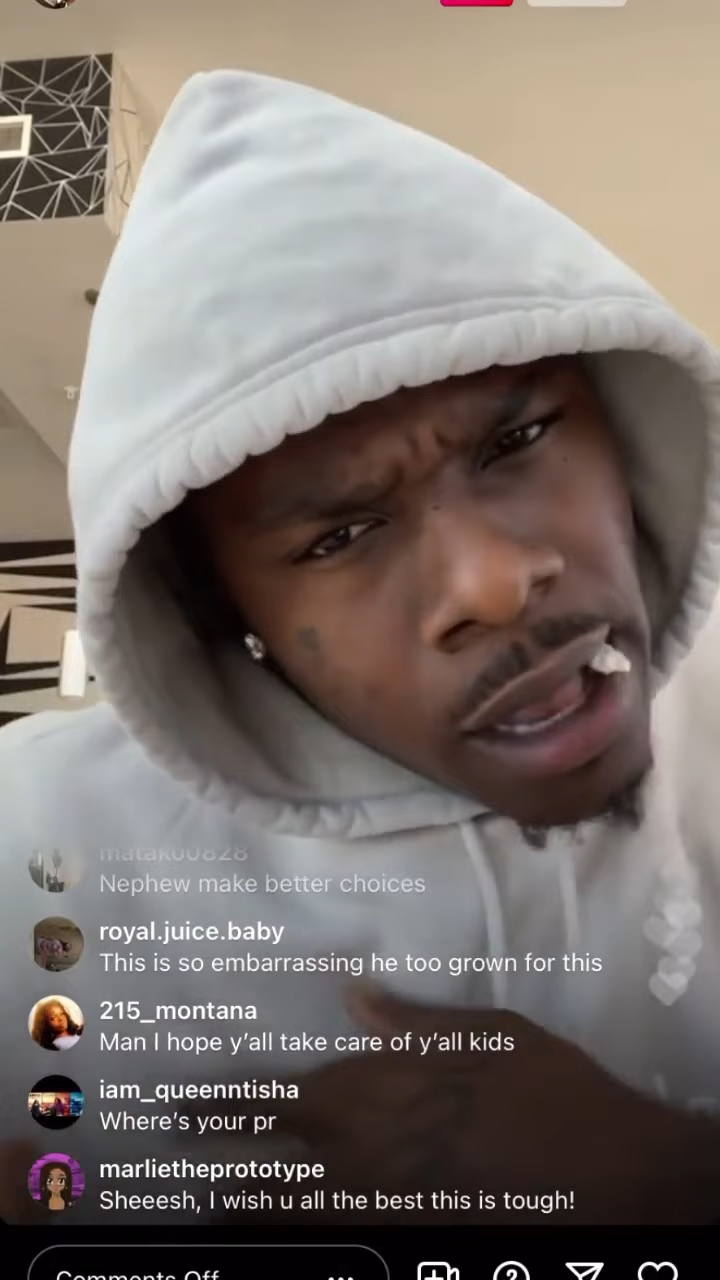 matak00828
Nephew make better choices
royal.juice.baby
This is so embarrassing he too grown for this
215_montana
Man I hope y’all take care of y’all kids
iam_queenntisha
Where’s your pr
marlietheprototype
Sheeesh, I wish u all the best this is tough!
Comments Off